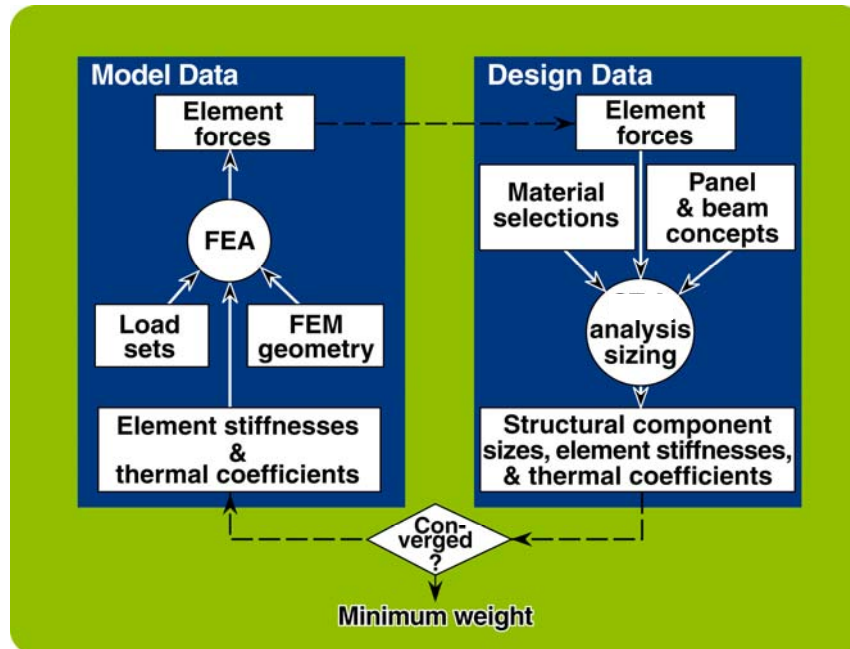 Model Data
Element
forces
FEA
Load
sets
FEM
geometry
Element stiffnesses
&
thermal coefficients
Design Data
Element
forces
Material
selections
Panel
& beam
concepts
analysis
sizing
Structural component
sizes, element stiffnesses,
& thermal coefficients
Con-
verged
?
Minimum weight